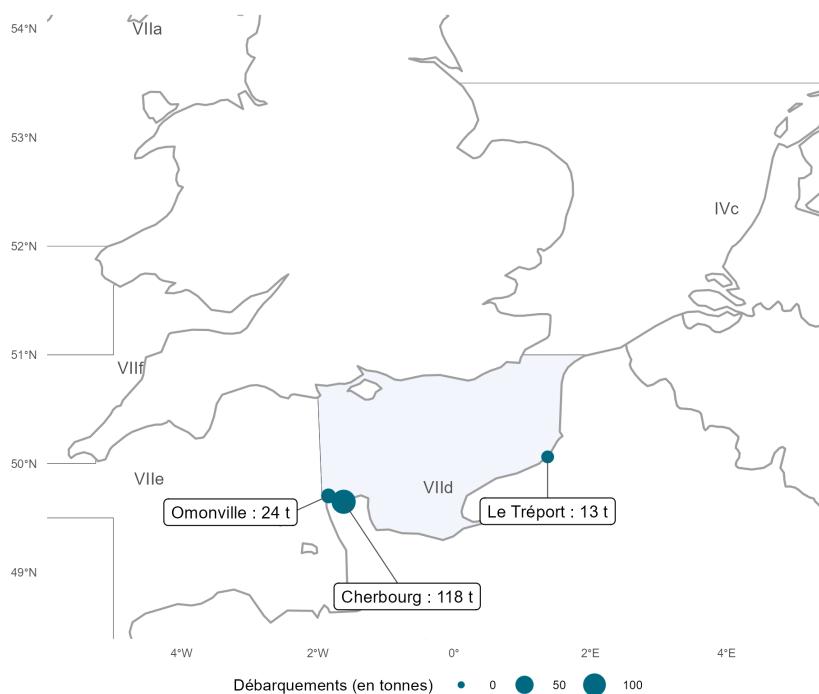 54°N
VIIa
53°N
IVc
52°N
51°N
VIIf
50°N
VIIe
VIId
Omonville : 24 t
Le Tréport : 13 t
49°N
Cherbourg : 118 t
4°W
2°W
0°
2°E
4°E
Débarquements (en tonnes)
0
50
100